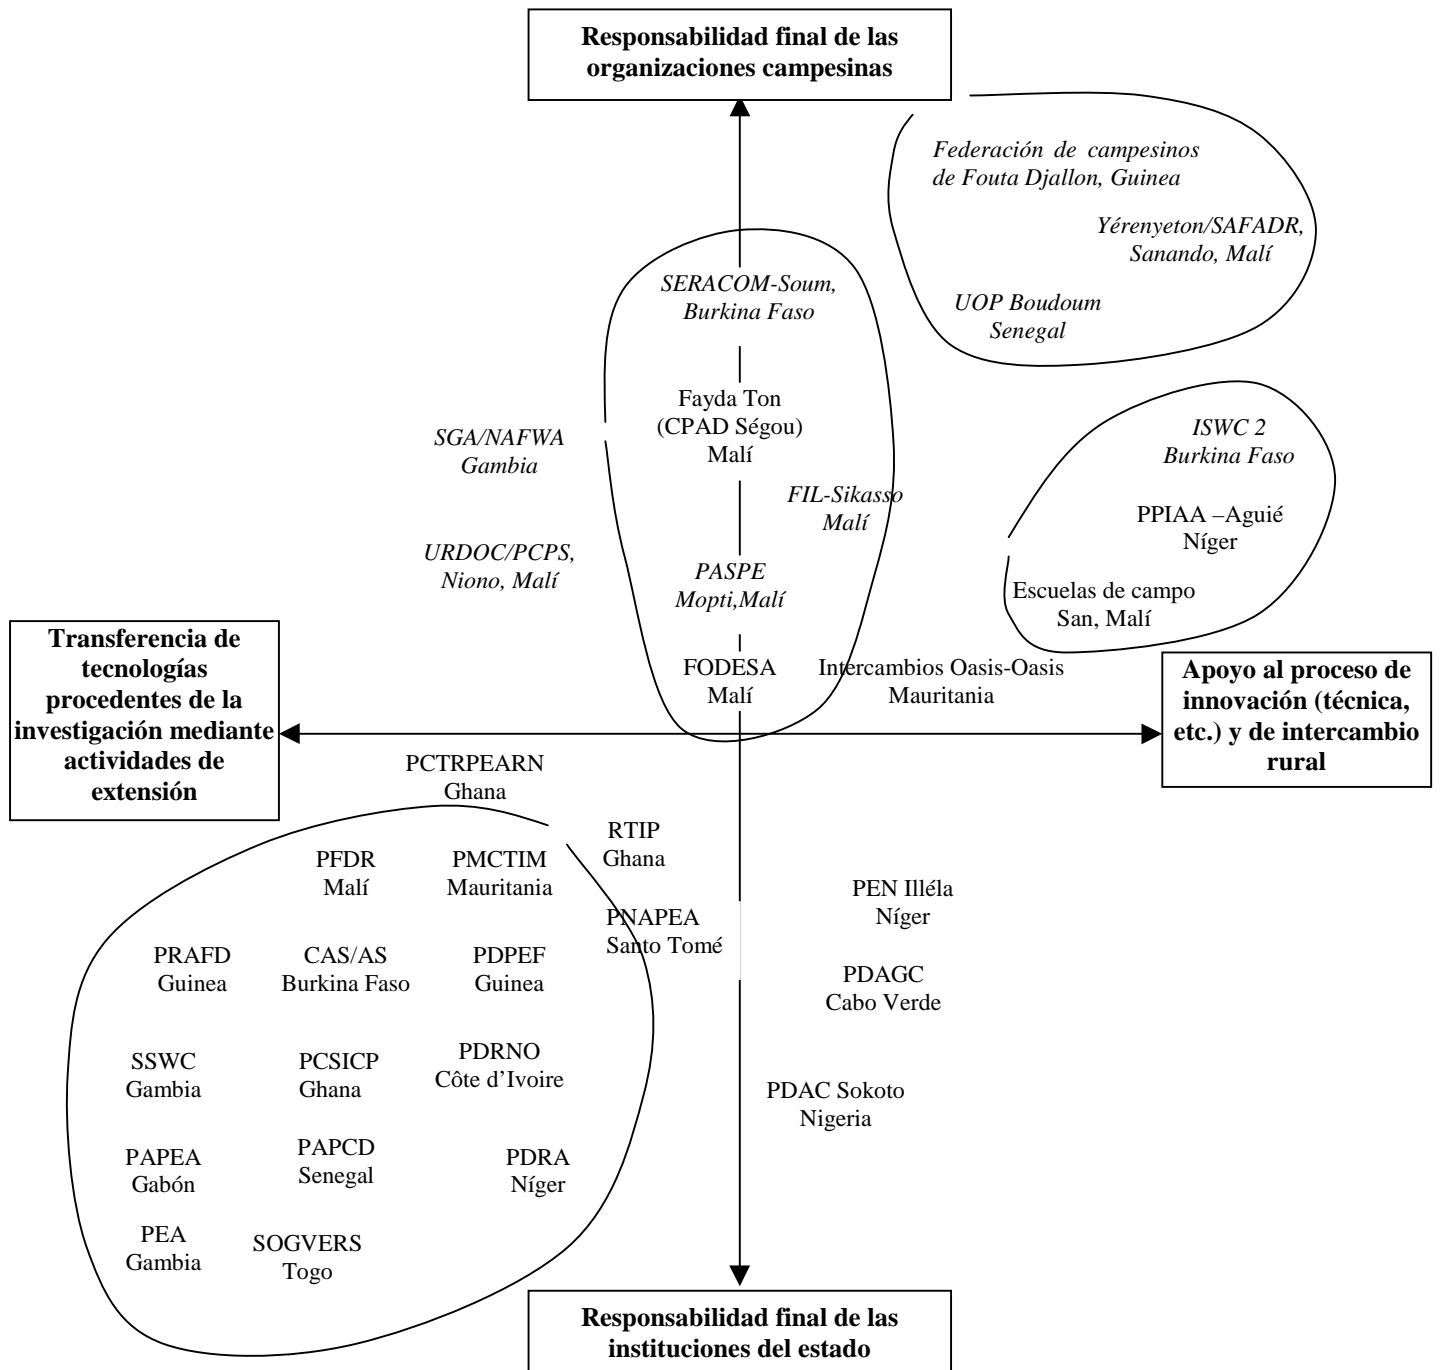 Responsabilidad final de las
organizaciones campesinas
Federación de campesinos
de Fouta Djallon, Guinea
Yérenyeton/SAFADR,
Sanando, Malí
UOP Boudoum
Senegal
SERACOM-Soum,
Burkina Faso
Fayda Ton
(CPAD Ségou)
Malí
SGA/NAFWA
Gambia
FIL-Sikasso
Malí
ISWC 2
Burkina Faso
PPIAA –Aguié
Níger
URDOC/PCPS,
Niono, Malí
PASPE
Mopti,Malí
Escuelas de campo
San, Malí
FODESA
Malí
Intercambios Oasis-Oasis
Mauritania
Transferencia de
tecnologías
procedentes de la
investigación mediante
actividades de
extensión
Apoyo al proceso de
innovación (técnica,
etc.) y de intercambio
rural
PCTRPEARN
Ghana
RTIP
Ghana
PFDR
Malí
PMCTIM
Mauritania
PEN Illéla
Níger
PNAPEA
Santo Tomé
PRAFD
Guinea
CAS/AS
Burkina Faso
PDPEF
Guinea
PDAGC
Cabo Verde
SSWC
Gambia
PCSICP
Ghana
PDRNO
Côte d’Ivoire
PDAC Sokoto
Nigeria
PAPEA
Gabón
PAPCD
Senegal
PDRA
Níger
PEA
Gambia
SOGVERS
Togo
Responsabilidad final de las
instituciones del estado